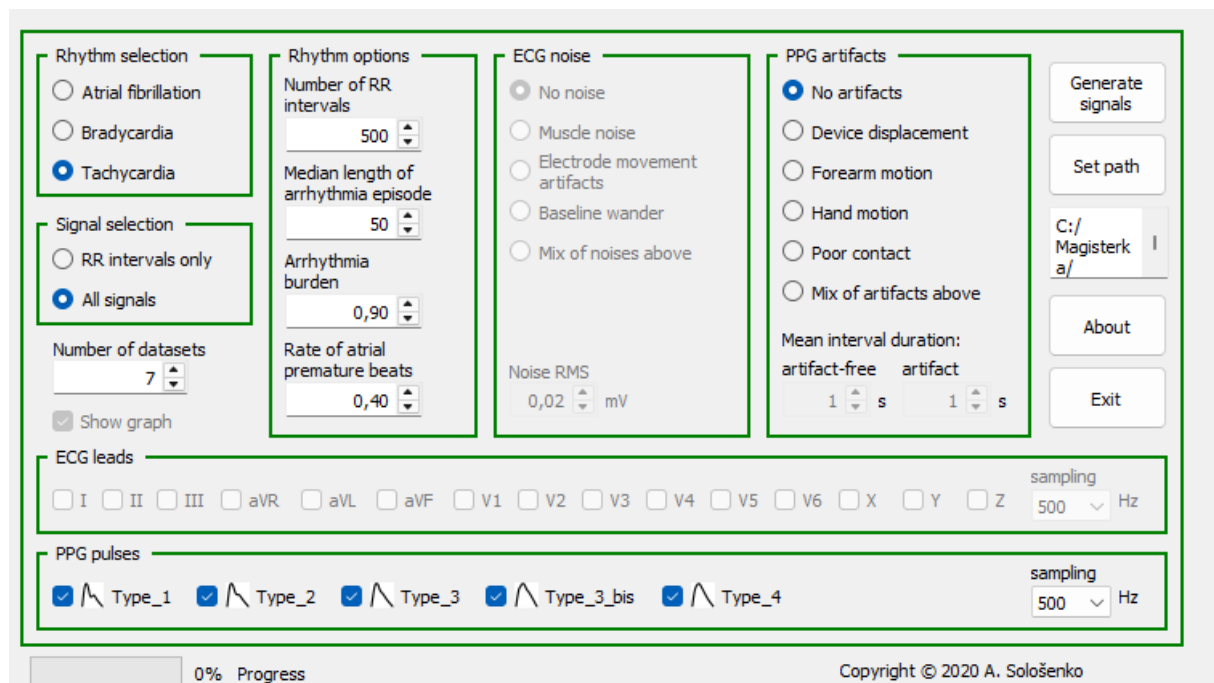 Rhythm selection
Atrial fibrillation
Bradycardia
Tachycardia
Signal selection
RR intervals only
All signals
Number of datasets
7
Show graph
Rhythm options
Number of RR
intervals
500
Median length of
arrhythmia episode
50
Arrhythmia
burden
0,90
Rate of atrial
premature beats
0,40
ECG noise
No noise
Muscle noise
Electrode movement
artifacts
Baseline wander
Mix of noises above
Noise RMS
0,02 mV
PPG artifacts
No artifacts
Device displacement
Forearm motion
Hand motion
Poor contact
Mix of artifacts above
Mean interval duration:
artifact-free artifact
1 s 1 s
Generate
signals
Set path
C:/
Magisterk
a/
About
Exit
ECG leads
I II III aVR aVL aVF V1 V2 V3 V4 V5 V6 X Y Z
sampling
500 Hz
PPG pulses
Type_1 Type_2 Type_3 Type_3_bis Type_4
sampling
500 Hz
0% Progress
Copyright © 2020 A. Sološenko